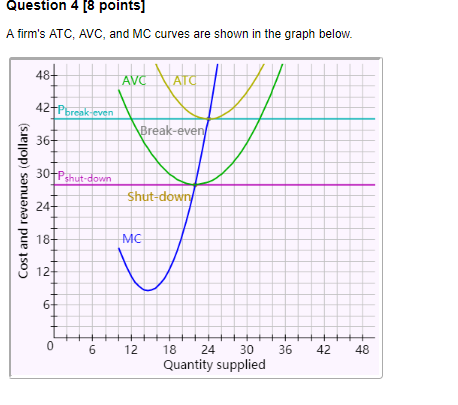 Question 4 [8 points]
A firm's ATC, AVC, and MC curves are shown in the graph below.
48
AVC
ATC
42
Pbreak-even
Break-even
36
30
Pshut-down
Shut-down
24
18
MC
12
6
0
6
12
18
24
30
36
42
48
Cost and revenues (dollars)
Quantity supplied